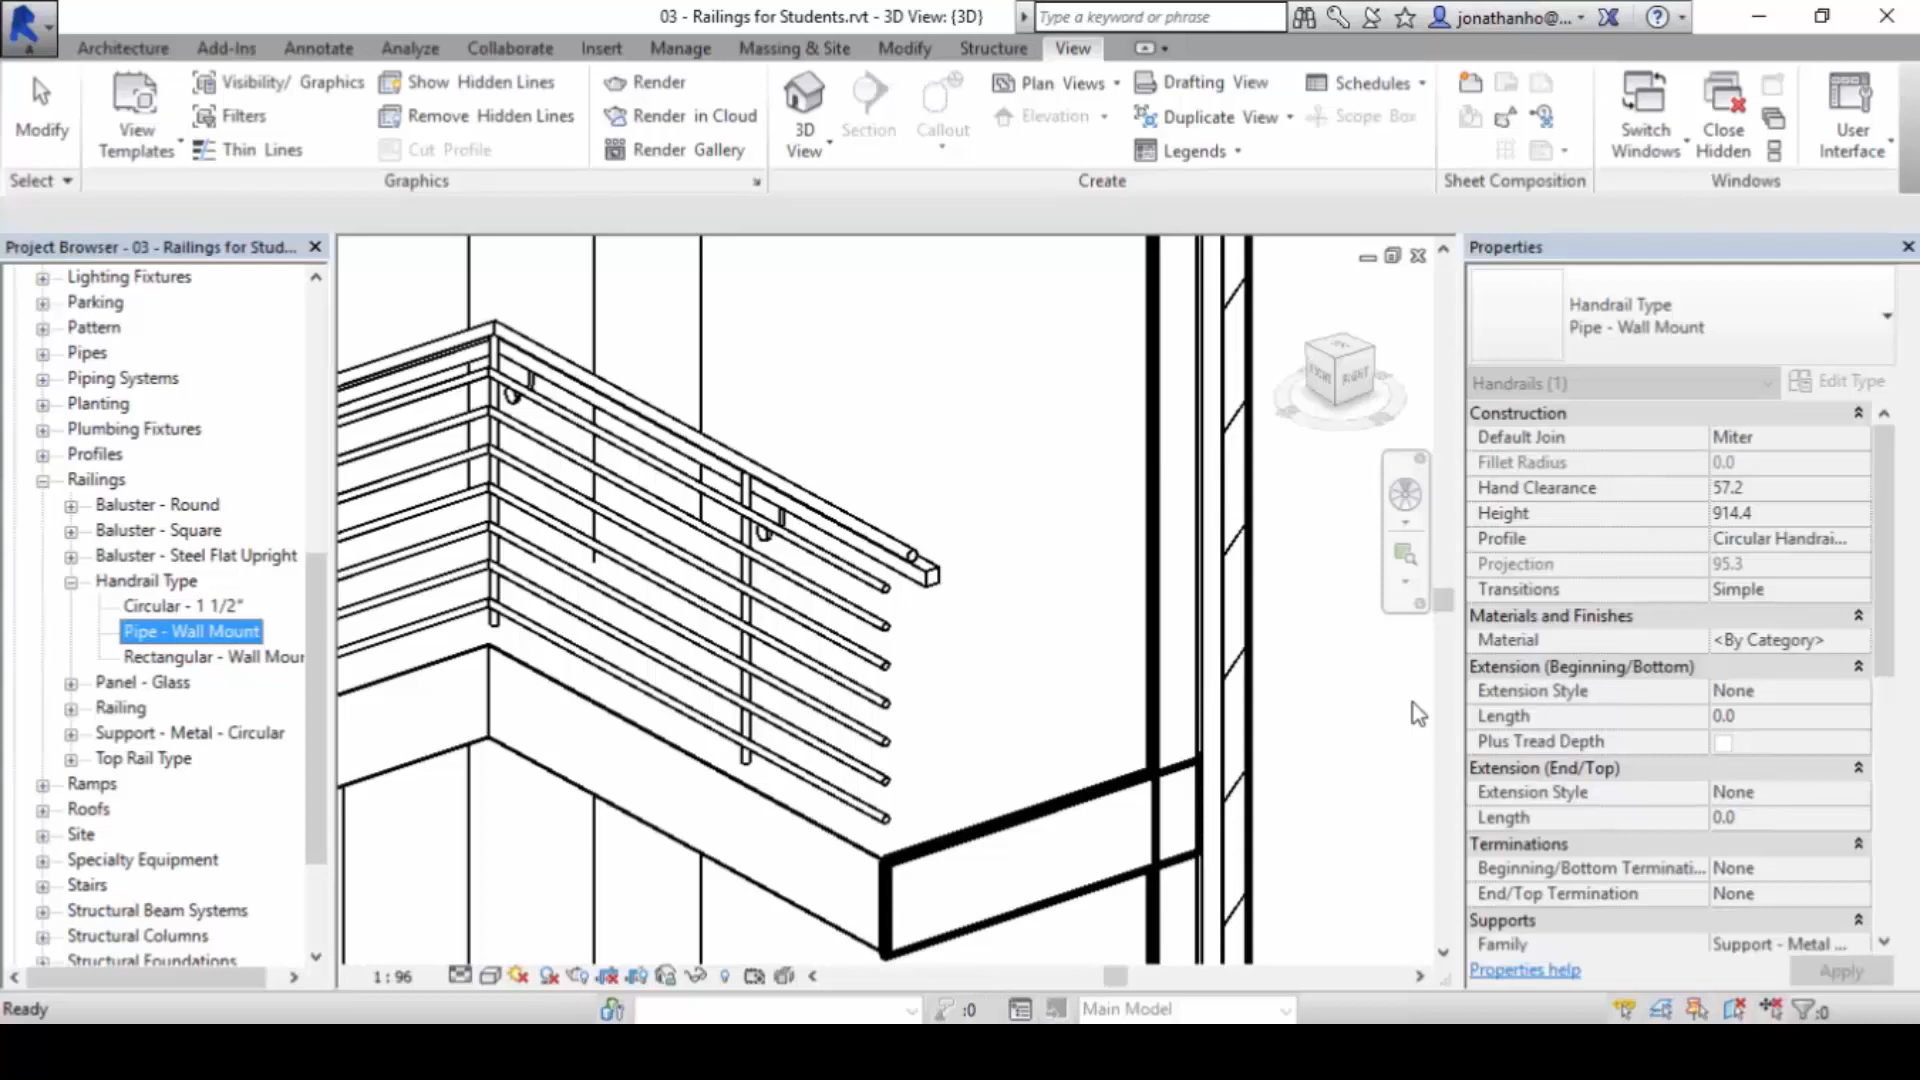 03 - Railings for Students.rvt - 3D View: {3D}
Type a keyword or phrase
jonathanho@...
Architecture Add-Ins Annotate Analyze Collaborate Insert Manage Massing & Site Modify Structure View
Modify
Select
View
Templates
Visibility/ Graphics
Filters
Thin Lines
Show Hidden Lines
Remove Hidden Lines
Cut Profile
Graphics
Render
Render in Cloud
Render Gallery
3D
View
Section
Callout
Plan Views
Elevation
Drafting View
Duplicate View
Legends
Schedules
Scope Box
Create
Sheet Composition
Switch
Windows
Close
Hidden
User
Interface
Windows
Project Browser - 03 - Railings for Stud...
Lighting Fixtures
Parking
Pattern
Pipes
Piping Systems
Planting
Plumbing Fixtures
Profiles
Railings
Baluster - Round
Baluster - Square
Baluster - Steel Flat Upright
Handrail Type
Circular - 1 1/2"
Pipe - Wall Mount
Rectangular - Wall Moun
Panel - Glass
Railing
Support - Metal - Circular
Top Rail Type
Ramps
Roofs
Site
Specialty Equipment
Stairs
Structural Beam Systems
Structural Columns
Structural Foundations
RIGHT
1 : 96
Properties
Handrail Type
Pipe - Wall Mount
Handrails (1)
Edit Type
Construction
Default Join Miter
Fillet Radius 0.0
Hand Clearance 57.2
Height 914.4
Profile Circular Handrai...
Projection 95.3
Transitions Simple
Materials and Finishes
Material <By Category>
Extension (Beginning/Bottom)
Extension Style None
Length 0.0
Plus Tread Depth
Extension (End/Top)
Extension Style None
Length 0.0
Terminations
Beginning/Bottom Terminati... None
End/Top Termination None
Supports
Family Support - Metal ...
Properties help
Apply
Ready
:0
Main Model
:0